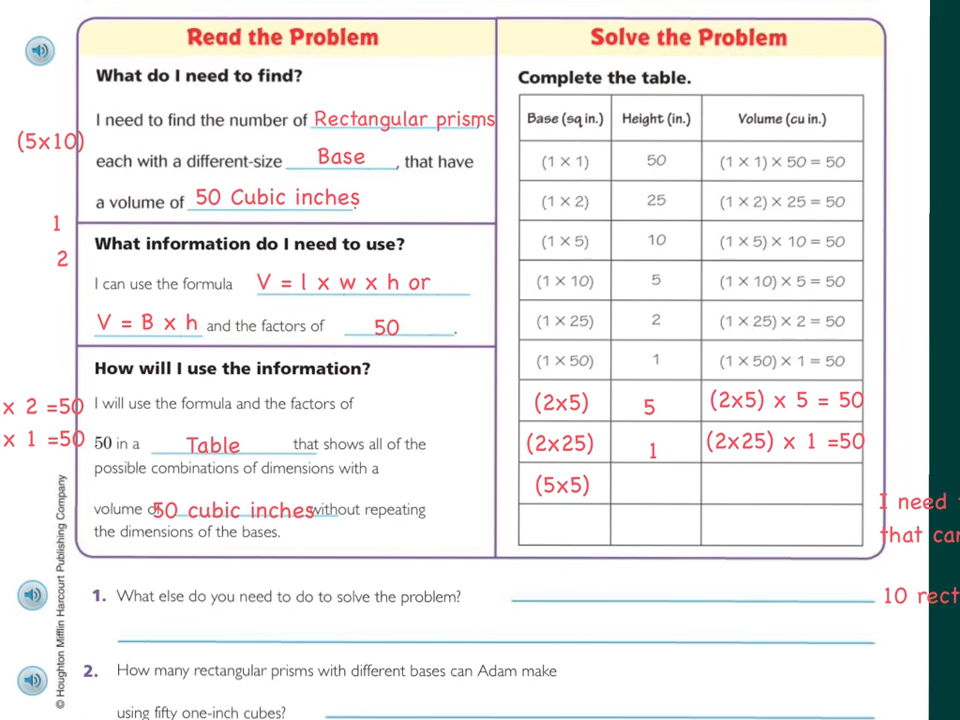 Read the Problem
What do I need to find?
I need to find the number of Rectangular prisms,
each with a different-size Base, that have
a volume of 50 Cubic inches.
What information do I need to use?
I can use the formula V = l x w x h or
V = B x h and the factors of 50.
How will I use the information?
I will use the formula and the factors of
50 in a Table that shows all of the
possible combinations of dimensions with a
volume of 50 cubic inches without repeating
the dimensions of the bases.
(5x10)
1
2
x 2 =50
x 1 =50
Solve the Problem
Complete the table.
Base (sq in.) Height (in.) Volume (cu in.)
(1 × 1) 50 (1 × 1) × 50 = 50
(1 × 2) 25 (1 × 2) × 25 = 50
(1 × 5) 10 (1 × 5) × 10 = 50
(1 × 10) 5 (1 × 10) × 5 = 50
(1 × 25) 2 (1 × 25) × 2 = 50
(1 × 50) 1 (1 × 50) × 1 = 50
(2x5) 5 (2x5) x 5 = 50
(2x25) 1 (2x25) x 1 =50
(5x5)
I need
that
10
© Houghton Mifflin Harcourt Publishing Company
1. What else do you need to do to solve the problem?
2. How many rectangular prisms with different bases can Adam make
using fifty one-inch cubes?